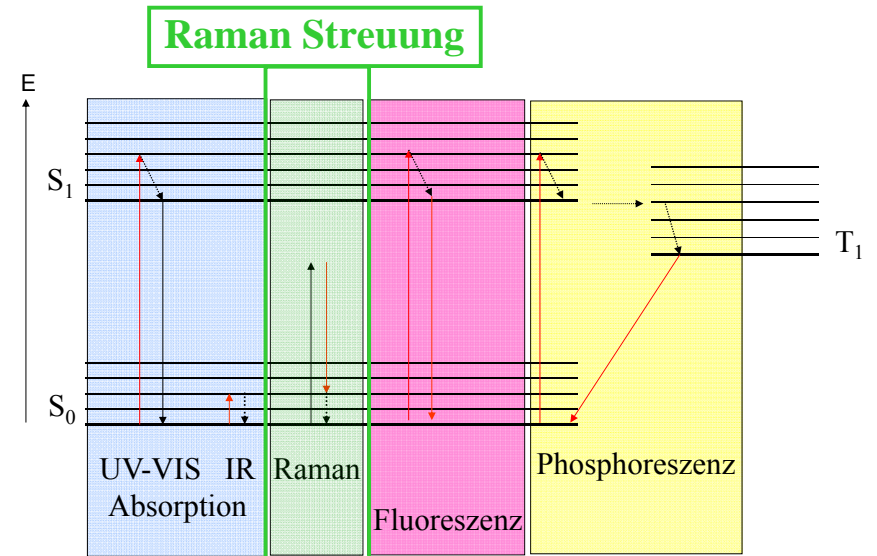 Raman Streuung
E
S1
T1
S0
UV-VIS IR Raman
Absorption
Fluoreszenz
Phosphoreszenz